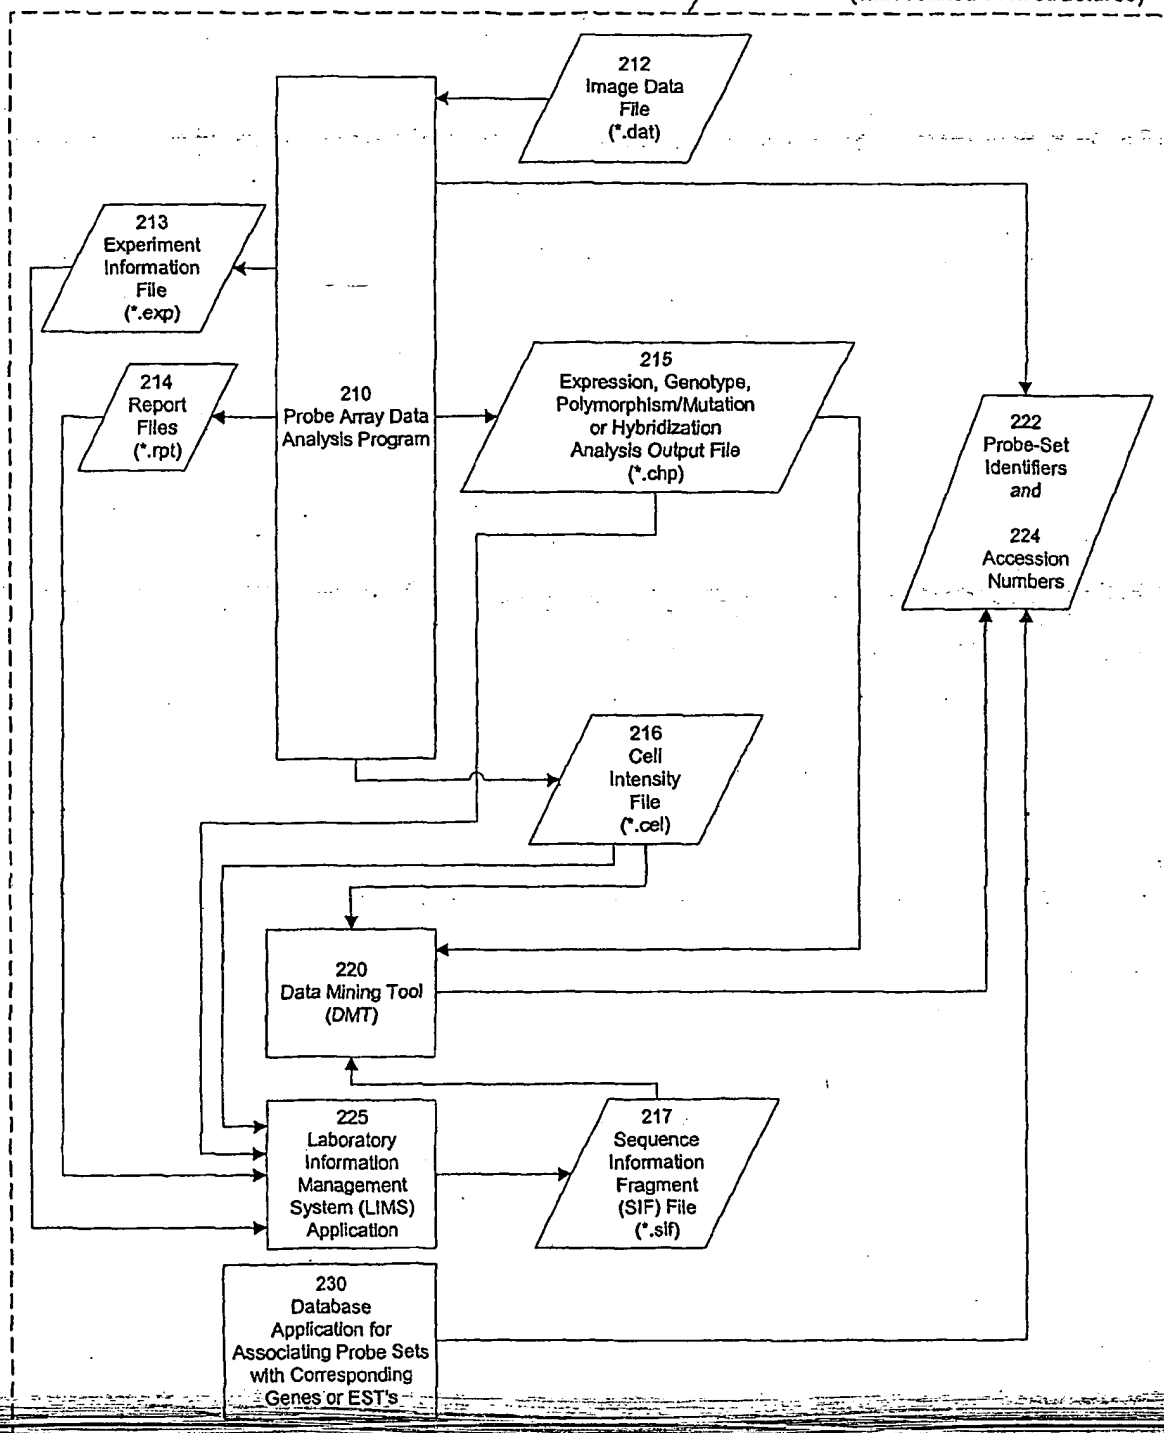 212
Image Data
File
(*.dat)
213
Experiment
Information
File
(*.exp)
214
Report
Files
(*.rpt)
210
Probe Array Data
Analysis Program
215
Expression, Genotype,
Polymorphism/Mutation
or Hybridization
Analysis Output File
(*.chp)
222
Probe-Set
Identifiers
and
224
Accession
Numbers
216
Cell
Intensity
File
(*.cel)
220
Data Mining Tool
(DMT)
225
Laboratory
Information
Management
System (LIMS)
Application
217
Sequence
Information
Fragment
(SIF) File
(*.sif)
230
Database
Application for
Associating Probe Sets
with Corresponding
Genes or EST's